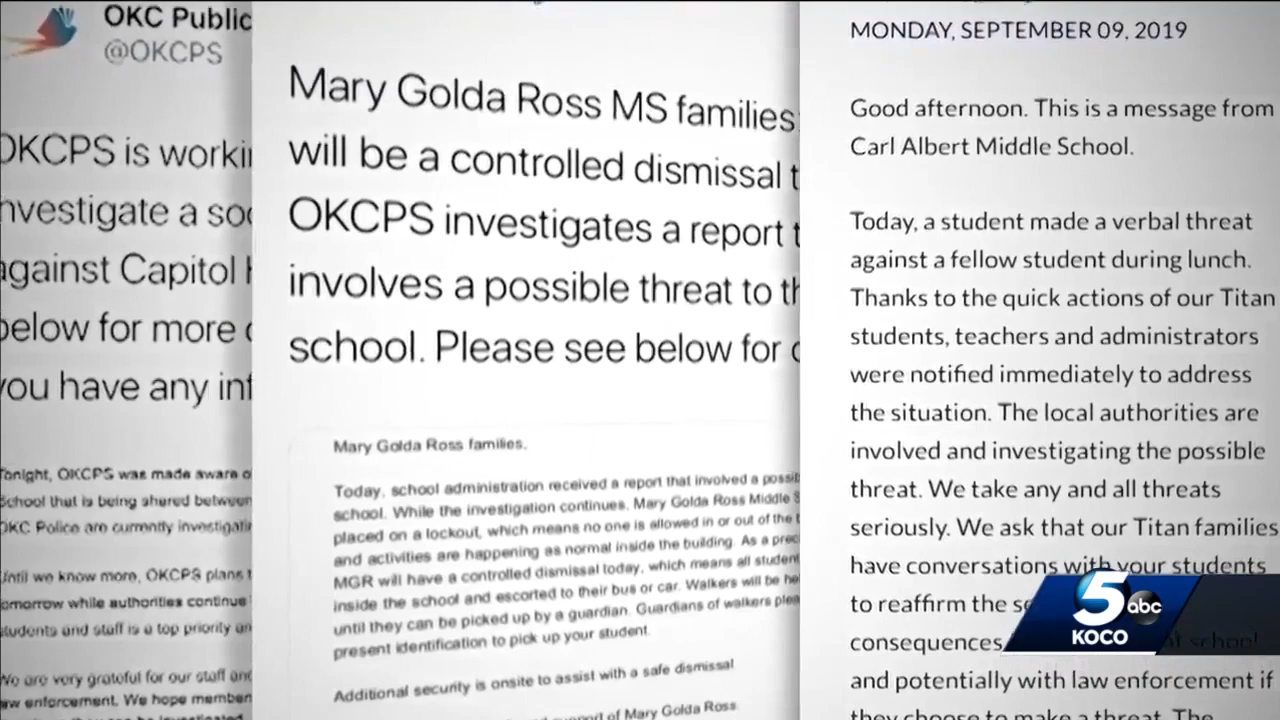 OKC Public
@OKCPS
OKCPS is
investigate a
against Capitol
below for more
you have any
Tonight, OKCPS was made aware
School that is being shared between
OKC Police are currently
Until we know more, OKCPS plans
tomorrow while authorities continue
students and staff is a top priority
We are very grateful for our staff
law enforcement. We hope
Mary Golda Ross MS families
will be a controlled dismissal
OKCPS investigates a report
involves a possible threat to
school. Please see below for
Mary Golda Ross families,
Today, school administration received a report that involved a
school. While the investigation continues, Mary Golda Ross Middle
placed on a lockout, which means no one is allowed in or out of the
and activities are happening as normal inside the building. As a
MGR will have a controlled dismissal today, which means all
inside the school and escorted to their bus or car. Walkers will be
until they can be picked up by a guardian. Guardians of walkers
present identification to pick up your student.
Additional security is onsite to assist with a safe dismissal
of Mary Golda Ross
MONDAY, SEPTEMBER 09, 2019
Good afternoon. This is a message from
Carl Albert Middle School.
Today, a student made a verbal threat
against a fellow student during lunch.
Thanks to the quick actions of our Titan
students, teachers and administrators
were notified immediately to address
the situation. The local authorities are
involved and investigating the possible
threat. We take any and all threats
seriously. We ask that our Titan families
have conversations with your students
to reaffirm the
consequences school
and potentially with law enforcement if
they choose to make a threat. The
5 abc
KOCO